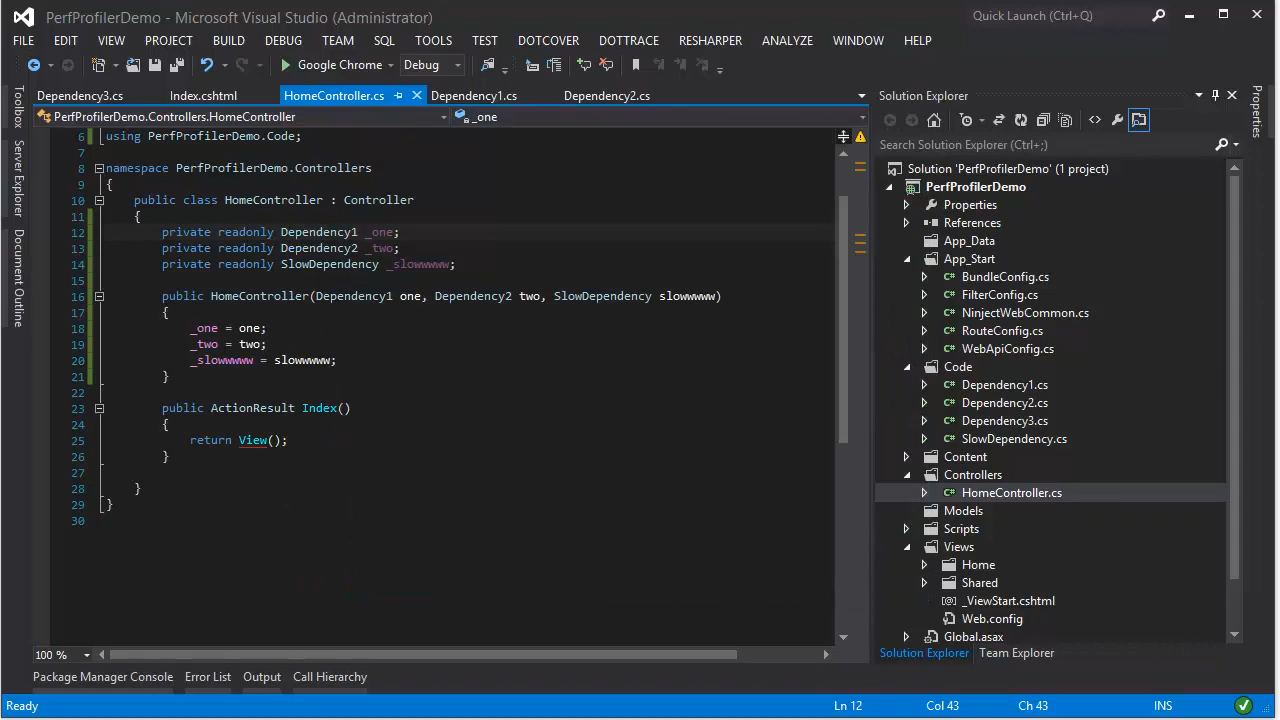 PerfProfilerDemo - Microsoft Visual Studio (Administrator)
Quick Launch (Ctrl+Q)
FILE EDIT VIEW PROJECT BUILD DEBUG TEAM SQL TOOLS TEST DOTCOVER DOTTRACE RESHARPER ANALYZE WINDOW HELP
Google Chrome Debug
Dependency3.cs Index.cshtml HomeController.cs Dependency1.cs Dependency2.cs
PerfProfilerDemo.Controllers.HomeController _one
Toolbox
Server Explorer
Document Outline
6 using PerfProfilerDemo.Code;
7
8 namespace PerfProfilerDemo.Controllers
9 {
10 public class HomeController : Controller
11 {
12 private readonly Dependency1 _one;
13 private readonly Dependency2 _two;
14 private readonly SlowDependency _slowwwww;
15
16 public HomeController(Dependency1 one, Dependency2 two, SlowDependency slowwwww)
17 {
18 _one = one;
19 _two = two;
20 _slowwwww = slowwwww;
21 }
22
23 public ActionResult Index()
24 {
25 return View();
26 }
27
28 }
29 }
30
100 %
Solution Explorer
Search Solution Explorer (Ctrl+;)
Solution 'PerfProfilerDemo' (1 project)
PerfProfilerDemo
Properties
References
App_Data
App_Start
C# BundleConfig.cs
C# FilterConfig.cs
C# NinjectWebCommon.cs
C# RouteConfig.cs
C# WebApiConfig.cs
Code
C# Dependency1.cs
C# Dependency2.cs
C# Dependency3.cs
C# SlowDependency.cs
Content
Controllers
C# HomeController.cs
Models
Scripts
Views
Home
Shared
[@] _ViewStart.cshtml
Web.config
Global.asax
Solution Explorer Team Explorer
Properties
Package Manager Console Error List Output Call Hierarchy
Ready Ln 12 Col 43 Ch 43 INS